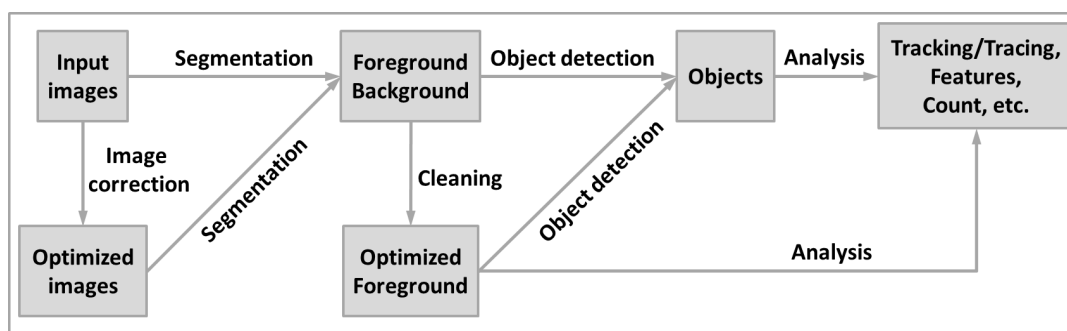 Input
images
Segmentation
Foreground
Background
Object detection
Objects
Analysis
Tracking/Tracing,
Features,
Count, etc.
Image
correction
Segmentation
Cleaning
Object detection
Optimized
images
Optimized
Foreground
Analysis